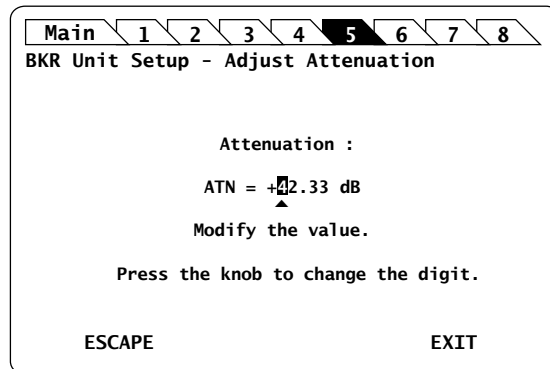 Main 1 2 3 4 5 6 7 8
BKR Unit Setup - Adjust Attenuation
Attenuation :
ATN = +42.33 dB
Modify the value.
Press the knob to change the digit.
ESCAPE EXIT